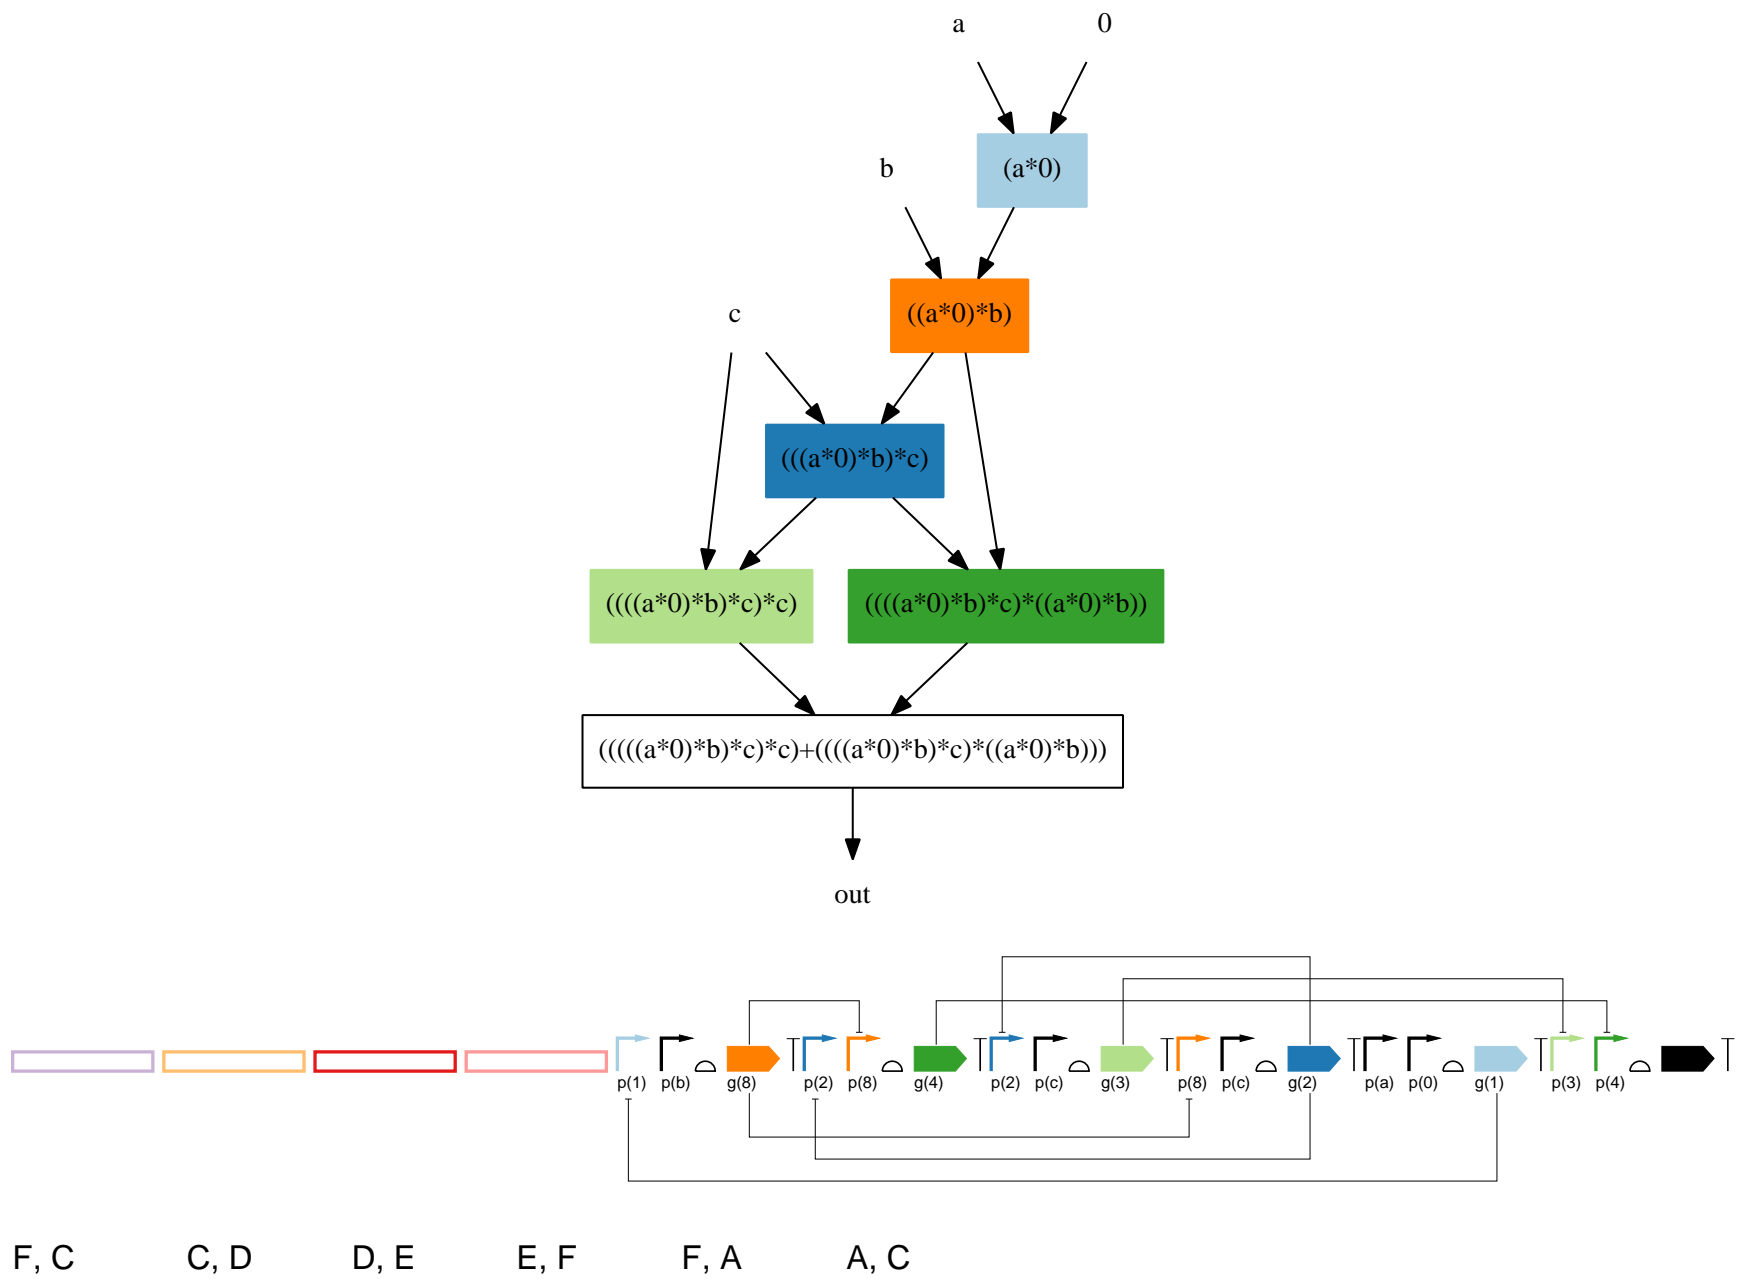 a 0
(a*0)
b
((a*0)*b)
c
(((a*0)*b)*c)
((((a*0)*b)*c)*c) ((((a*0)*b)*c)*((a*0)*b))
(((((a*0)*b)*c)*c)+((((a*0)*b)*c)*((a*0)*b)))
out
p(1) p(b) g(8) p(2) p(8) g(4) p(2) p(c) g(3) p(8) p(c) g(2) p(a) p(0) g(1) p(3) p(4)
F, C C, D D, E E, F F, A A, C